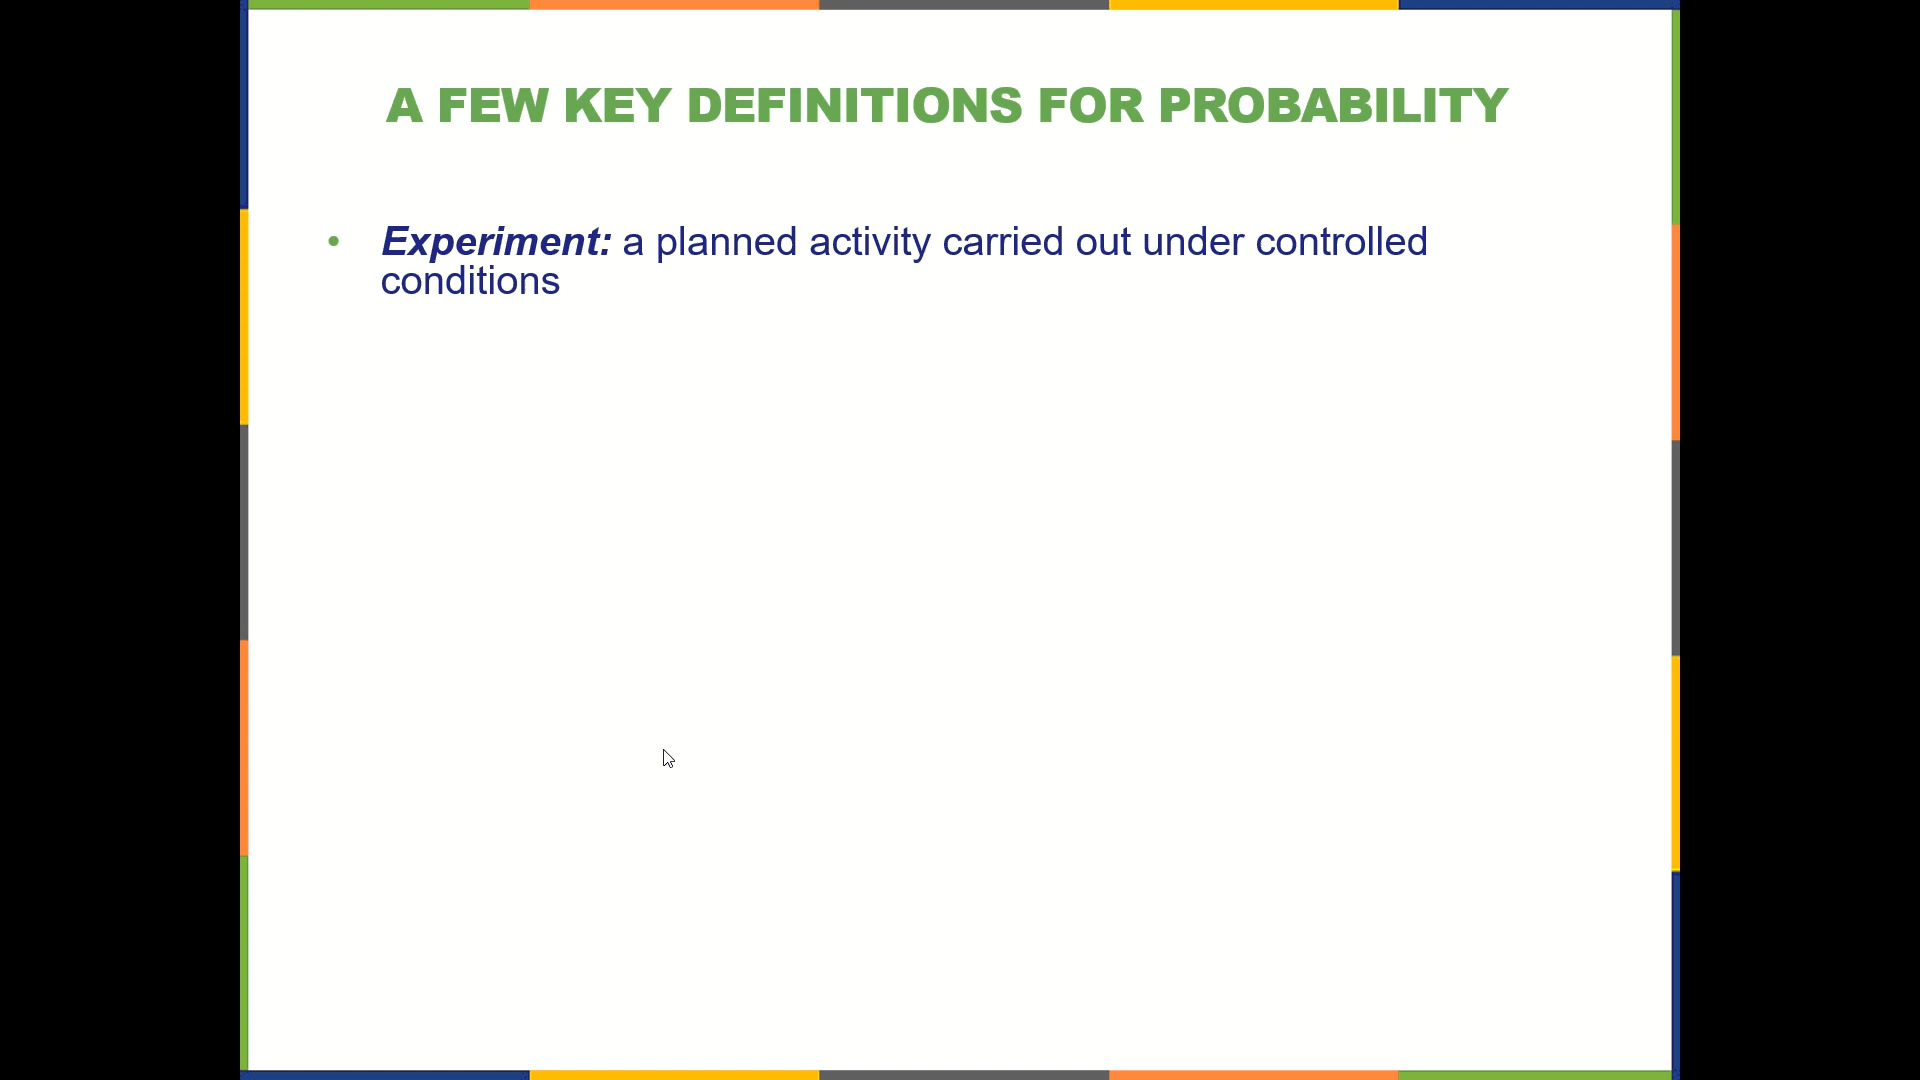 A FEW KEY DEFINITIONS FOR PROBABILITY
• Experiment: a planned activity carried out under controlled
conditions